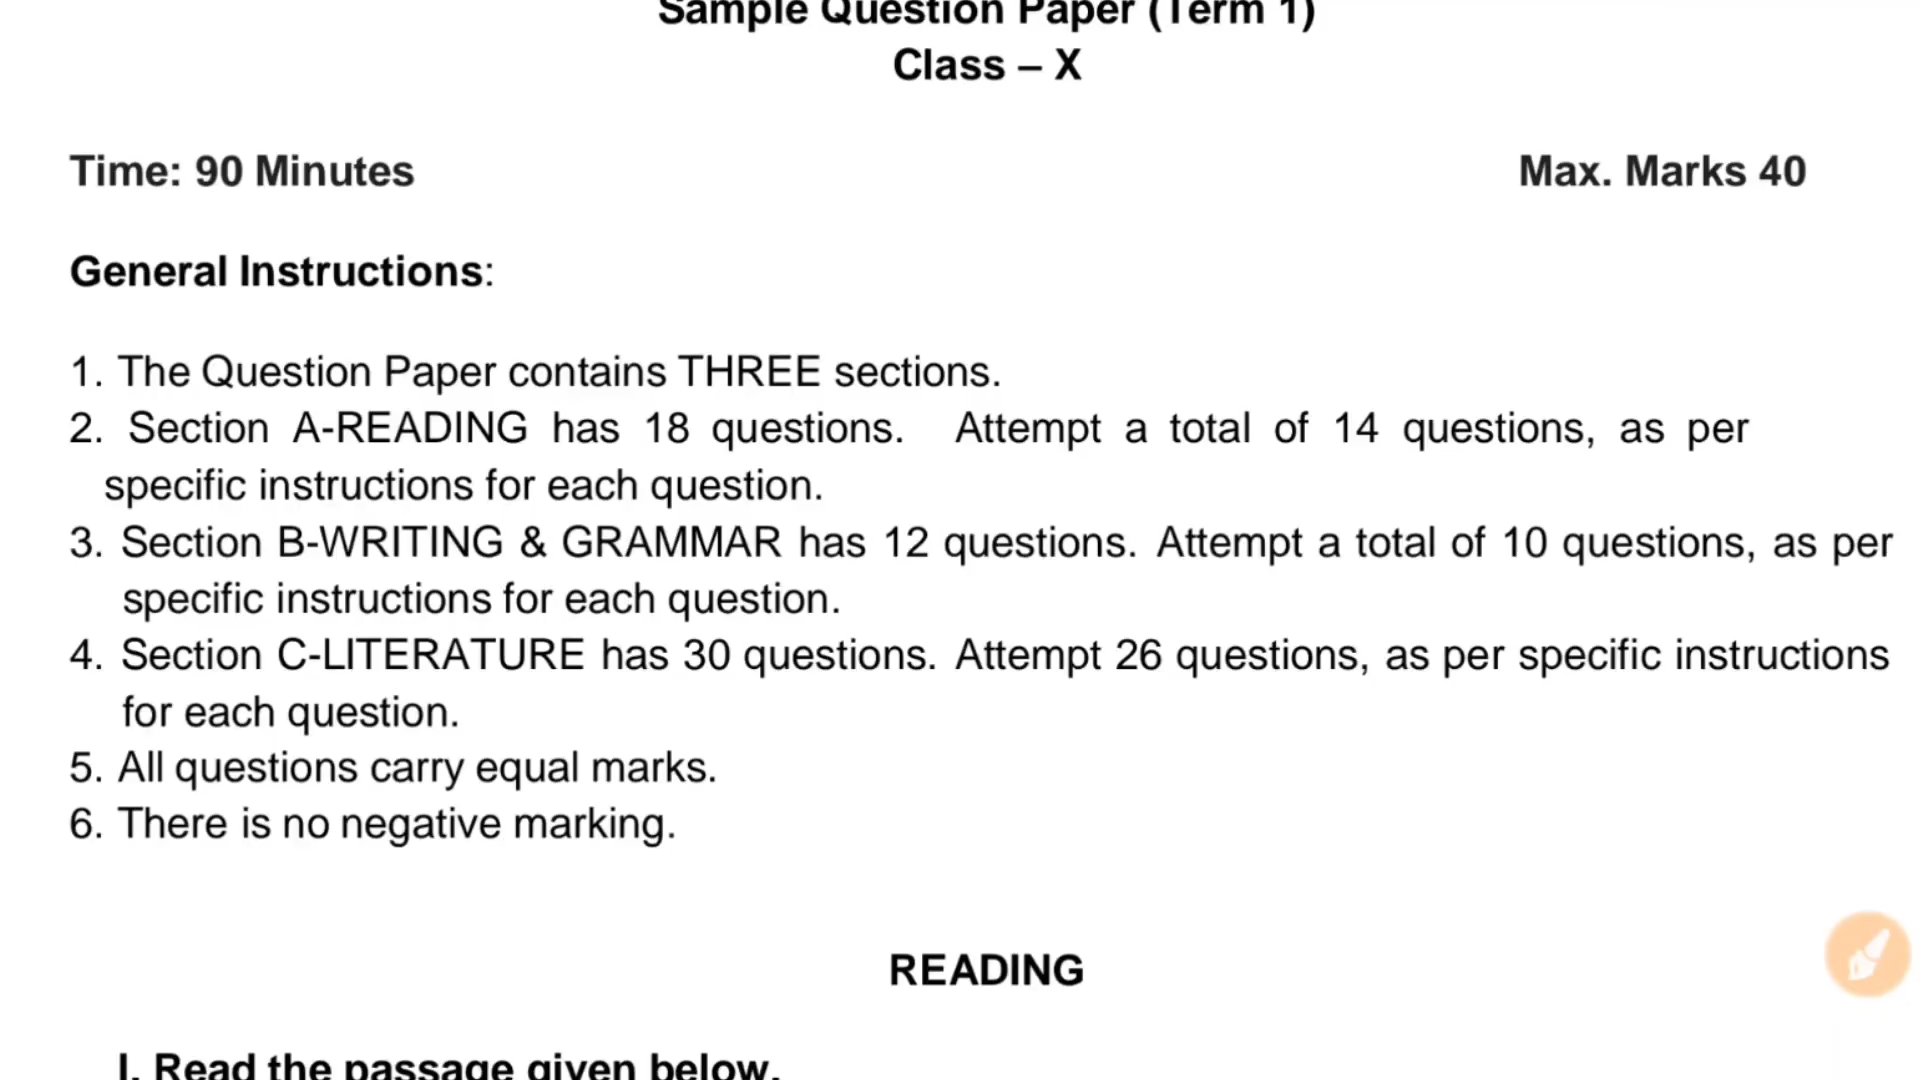 Sample Question Paper (Term 1)
Class – X
Time: 90 Minutes
Max. Marks 40
General Instructions:
1. The Question Paper contains THREE sections.
2. Section A-READING has 18 questions. Attempt a total of 14 questions, as per
specific instructions for each question.
3. Section B-WRITING & GRAMMAR has 12 questions. Attempt a total of 10 questions, as per
specific instructions for each question.
4. Section C-LITERATURE has 30 questions. Attempt 26 questions, as per specific instructions
for each question.
5. All questions carry equal marks.
6. There is no negative marking.
READING
I. Read the passage given below.